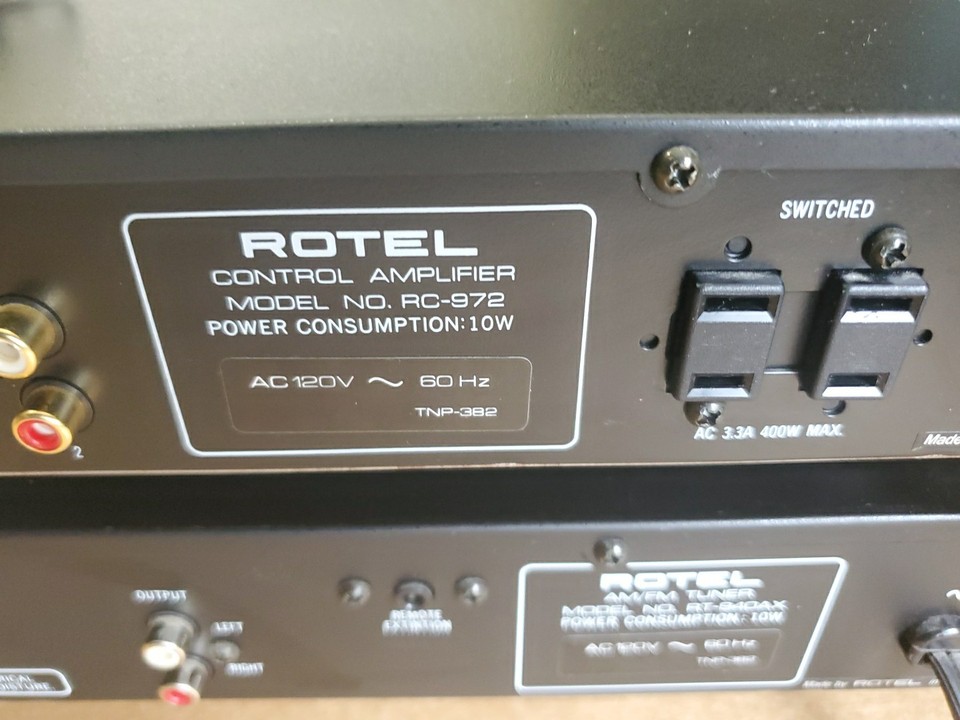 SWITCHED
ROTEL
CONTROL AMPLIFIER
MODEL NO. RC-972
POWER CONSUMPTION:10W
AC 120V ~ 60 Hz
TNP-382
AC 3.3A 400W MAX.
Made
2
OUTPUT
LEFT
RIGHT
REMOTE
ROTEL
AM/FM TUNER
MODEL NO. RT-940AX
POWER CONSUMPTION:10W
AC 120V ~ 60 Hz
TNP-382
Made by ROTEL